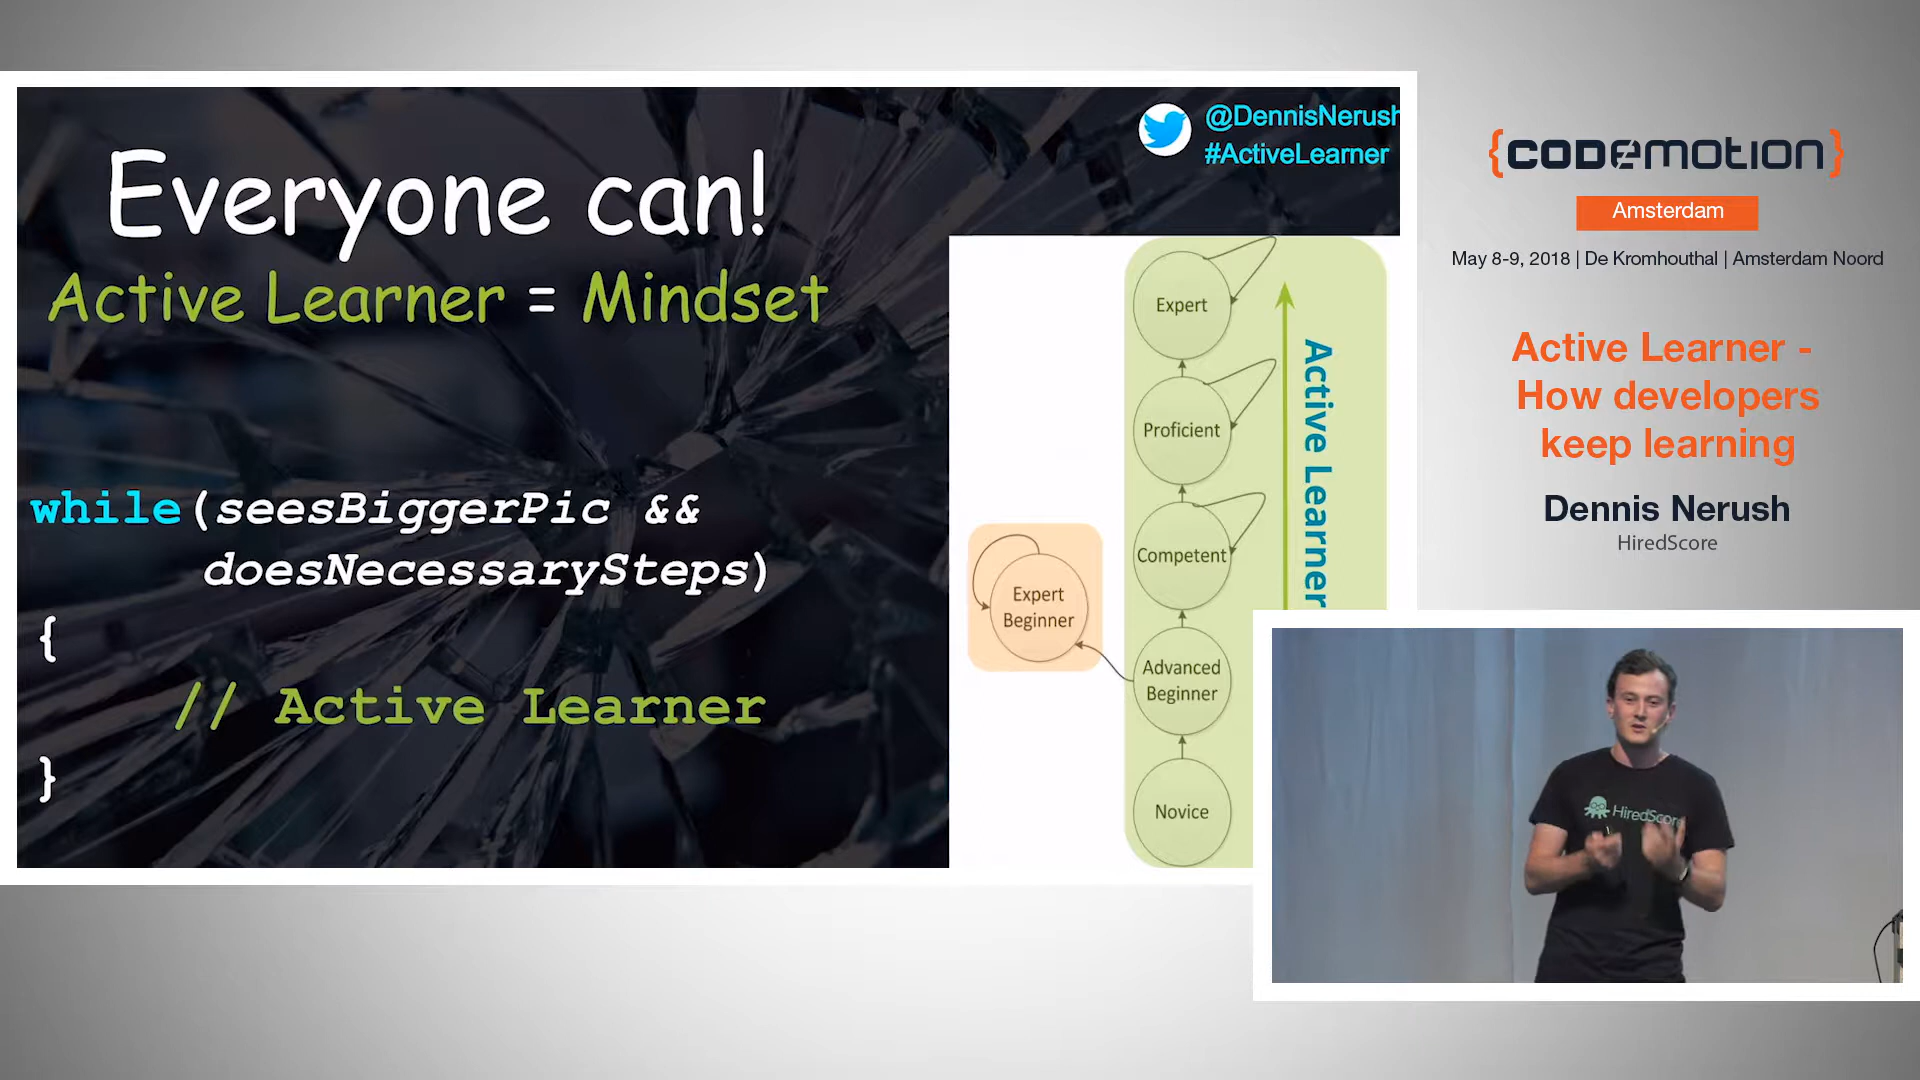 @DennisNerush
#ActiveLearner
Everyone can!
Active Learner = Mindset
while(seesBiggerPic &&
doesNecessarySteps)
{
// Active Learner
}
Expert
Proficient
Competent
Expert
Beginner
Advanced
Beginner
Novice
Active Learner
{CODEMOTION}
Amsterdam
May 8-9, 2018 | De Kromhouthal | Amsterdam Noord
Active Learner -
How developers
keep learning
Dennis Nerush
HiredScore
HiredScore